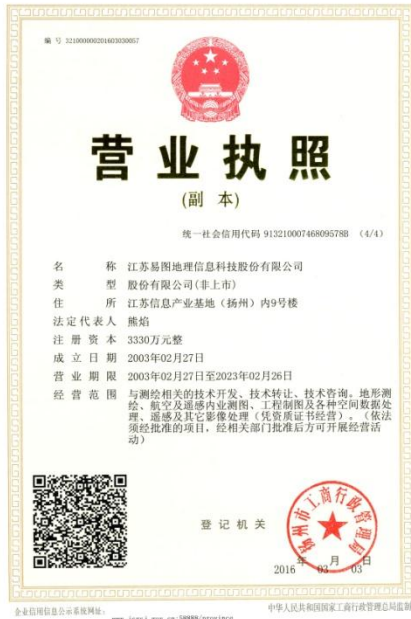 编 号 321000000201603030057
营业执照
(副 本)
统一社会信用代码 91321000746809578B (4/4)
名 称 江苏易图地理信息科技股份有限公司
类 型 股份有限公司(非上市)
住 所 江苏信息产业基地(扬州)内9号楼
法定代表人 熊焰
注 册 资 本 3330万元整
成 立 日 期 2003年02月27日
营 业 期 限 2003年02月27日至2023年02月26日
经 营 范 围 与测绘相关的技术开发、技术转让、技术咨询。地形测
绘、航空及遥感内业测图、工程制图及各种空间数据处
理、遥感及其它影像处理(凭资质证书经营)。(依法
须经批准的项目，经相关部门批准后方可开展经营活
动)
登 记 机 关
扬州市工商行政管理局
2016 年 03 月 03 日
企业信用信息公示系统网址:
中华人民共和国国家工商行政管理总局监制